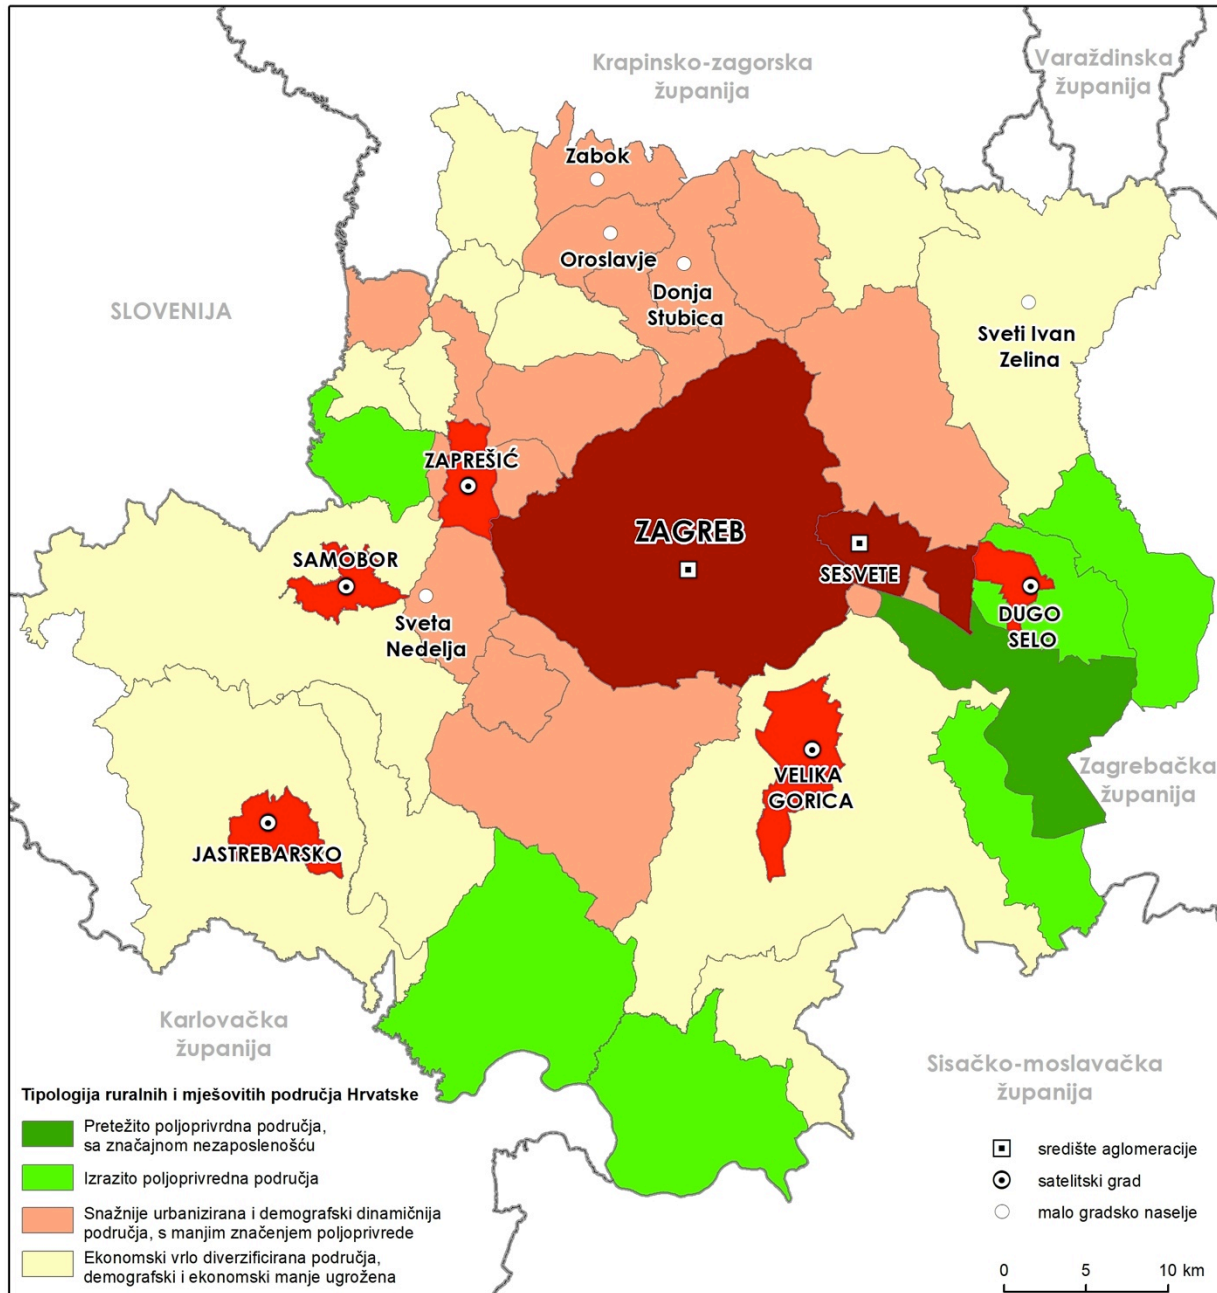 Krapinsko-zagorska
županija
Varaždinska
županija
Zabok
Oroslavje
Donja
Stubica
SLOVENIJA
Sveti Ivan
Zelina
ZAPREŠIĆ
ZAGREB
SAMOBOR
SESVETE
Sveta
Nedelja
DUGO
SELO
VELIKA
GORICA
Zagrebačka
županija
JASTREBARSKO
Karlovačka
županija
Sisačko-moslavačka
županija
Tipologija ruralnih i mješovitih područja Hrvatske
Pretežito poljoprivrdna područja,
sa značajnom nezaposlenošću
Izrazito poljoprivredna područja
Snažnije urbanizirana i demografski dinamičnija
područja, s manjim značenjem poljoprivrede
Ekonomski vrlo diverzificirana područja,
demografski i ekonomski manje ugrožena
središte aglomeracije
satelitski grad
malo gradsko naselje
0 5 10 km